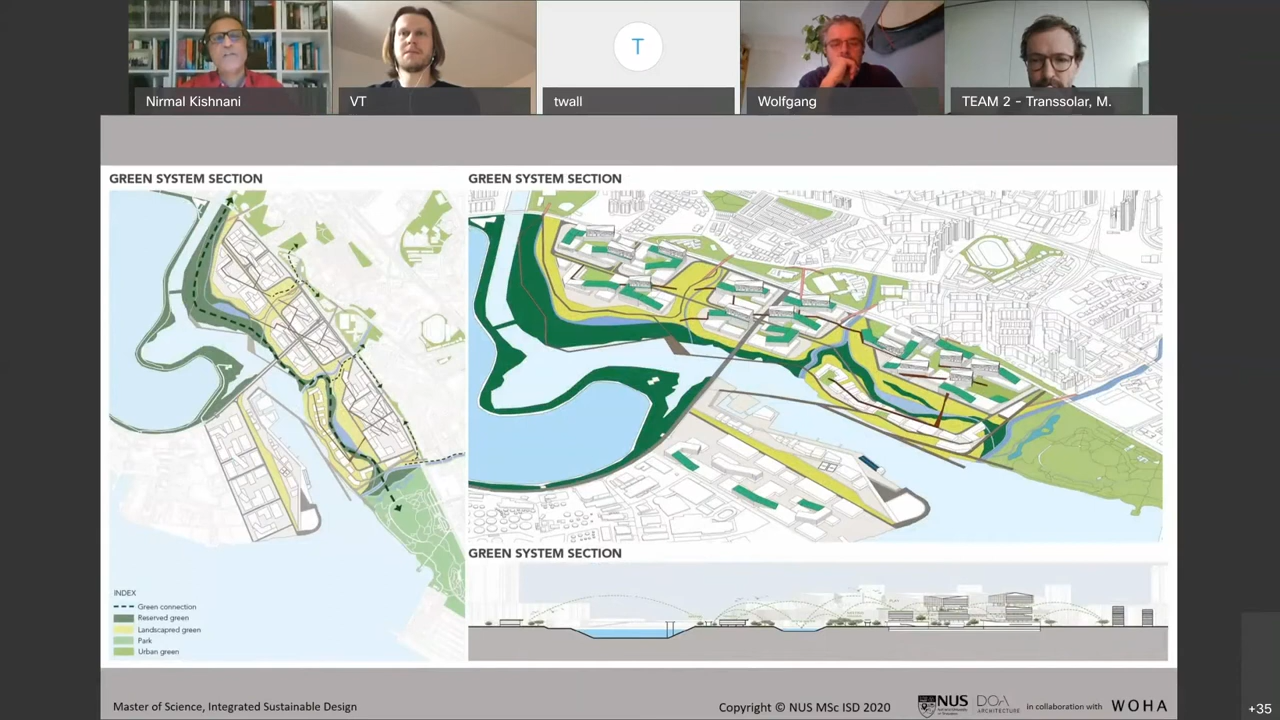 T
Nirmal Kishnani
VT
twall
Wolfgang
TEAM 2 - Transsolar, M.
GREEN SYSTEM SECTION
GREEN SYSTEM SECTION
INDEX
Green connection
Reserved green
Landscapred green
Park
Urban green
GREEN SYSTEM SECTION
Master of Science, Integrated Sustainable Design
Copyright © NUS MSc ISD 2020
NUS
DOA
ARCHITECTURE
in collaboration with
WOHA
+35